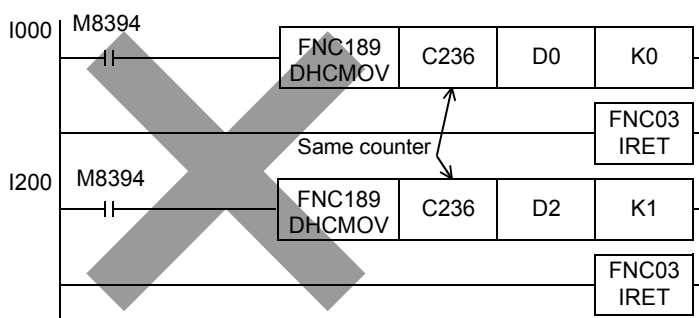 I000
M8394
FNC189
DHCMOV
C236
D0
K0
FNC03
IRET
Same counter
I200
M8394
FNC189
DHCMOV
C236
D2
K1
FNC03
IRET